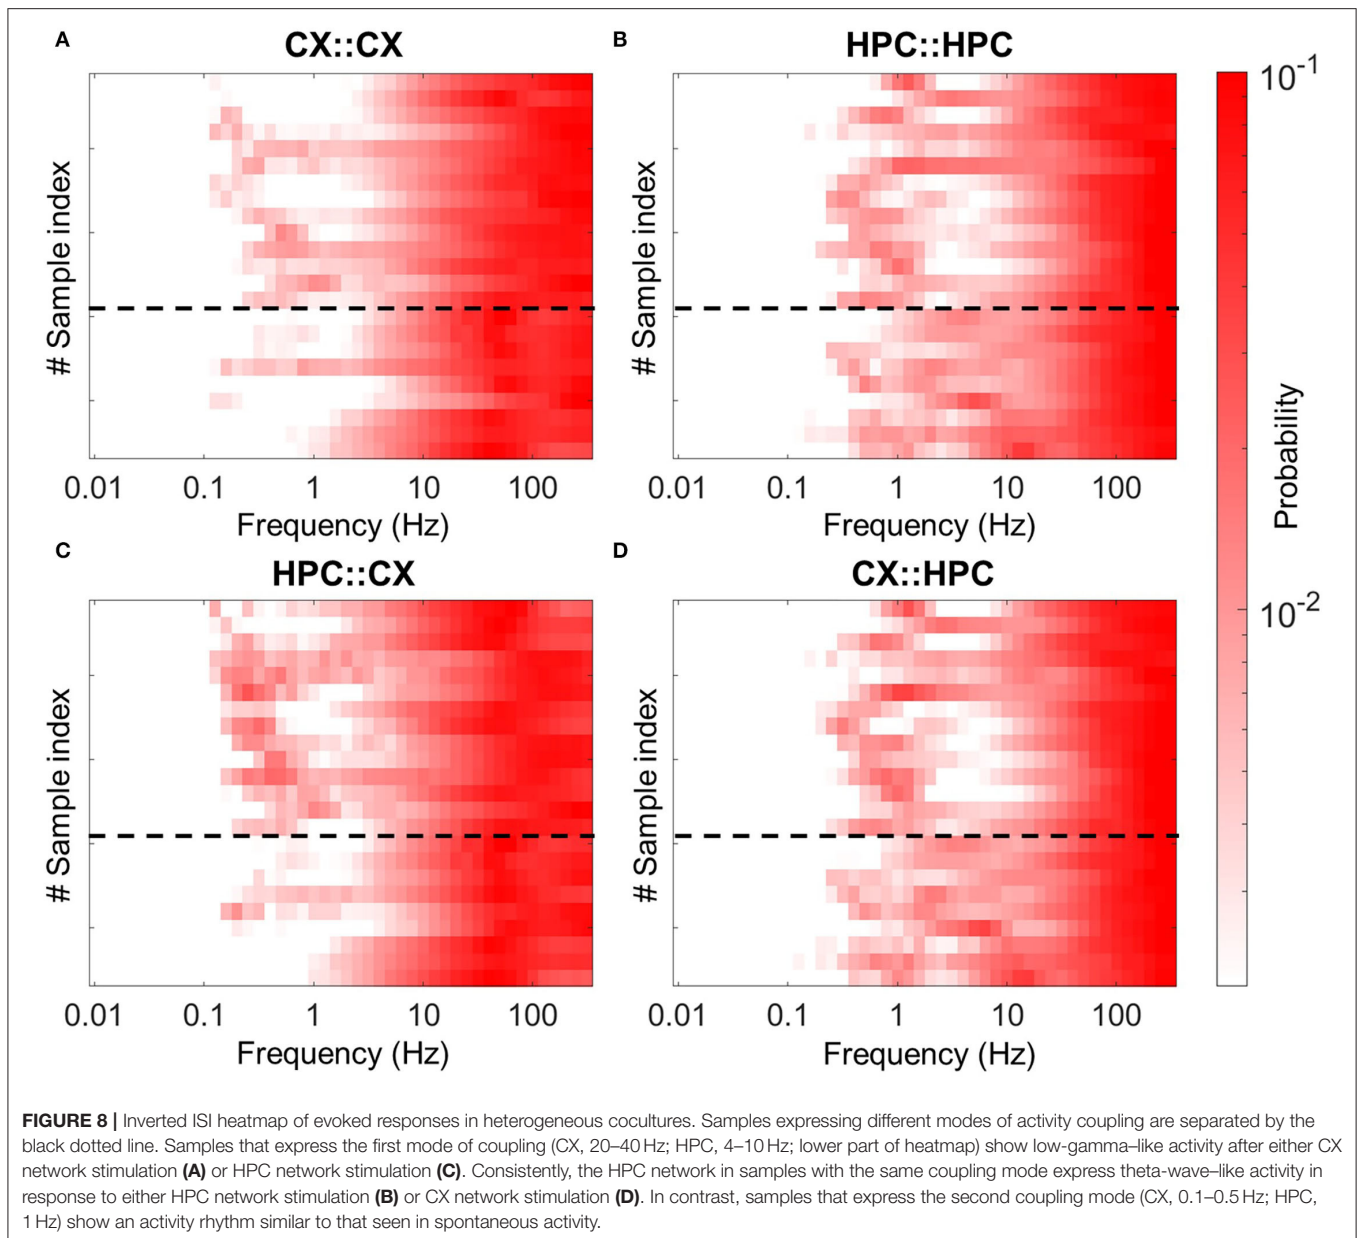 A
CX::CX
# Sample index
0.01 0.1 1 10 100
Frequency (Hz)
B
HPC::HPC
# Sample index
0.01 0.1 1 10 100
Frequency (Hz)
C
HPC::CX
# Sample index
0.01 0.1 1 10 100
Frequency (Hz)
D
CX::HPC
# Sample index
0.01 0.1 1 10 100
Frequency (Hz)
10-1
10-2
Probability
FIGURE 8 | Inverted ISI heatmap of evoked responses in heterogeneous cocultures. Samples expressing different modes of activity coupling are separated by the
black dotted line. Samples that express the first mode of coupling (CX, 20–40 Hz; HPC, 4–10 Hz; lower part of heatmap) show low-gamma–like activity after either CX
network stimulation (A) or HPC network stimulation (C). Consistently, the HPC network in samples with the same coupling mode express theta-wave–like activity in
response to either HPC network stimulation (B) or CX network stimulation (D). In contrast, samples that express the second coupling mode (CX, 0.1–0.5 Hz; HPC,
1 Hz) show an activity rhythm similar to that seen in spontaneous activity.